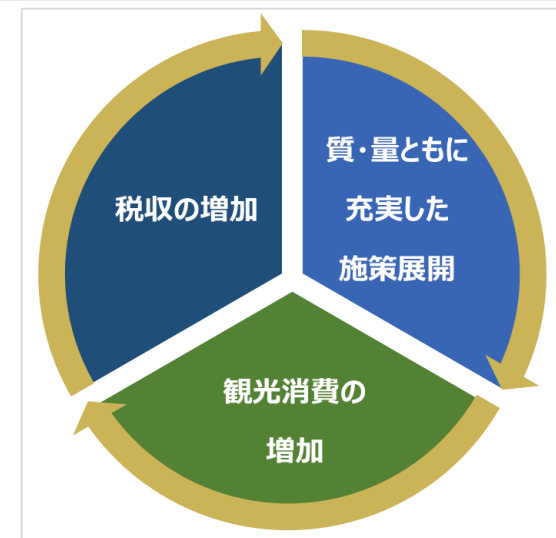 税収の増加
質・量ともに
充実した
施策展開
観光消費の
増加